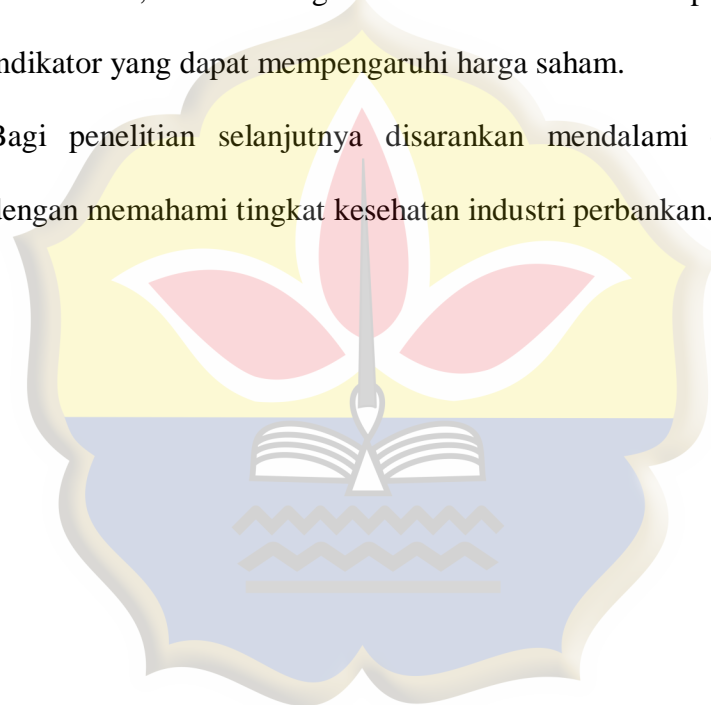 ndikator yang dapat mempengaruhi harga saham.
Bagi penelitian selanjutnya disarankan mendalami
dengan memahami tingkat kesehatan industri perbankan.